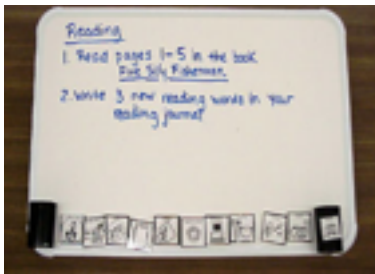 Reading
1. Read pages 1-5 in the book
Five Silly Fisherman.
2. Write 3 new reading words in your
reading journal